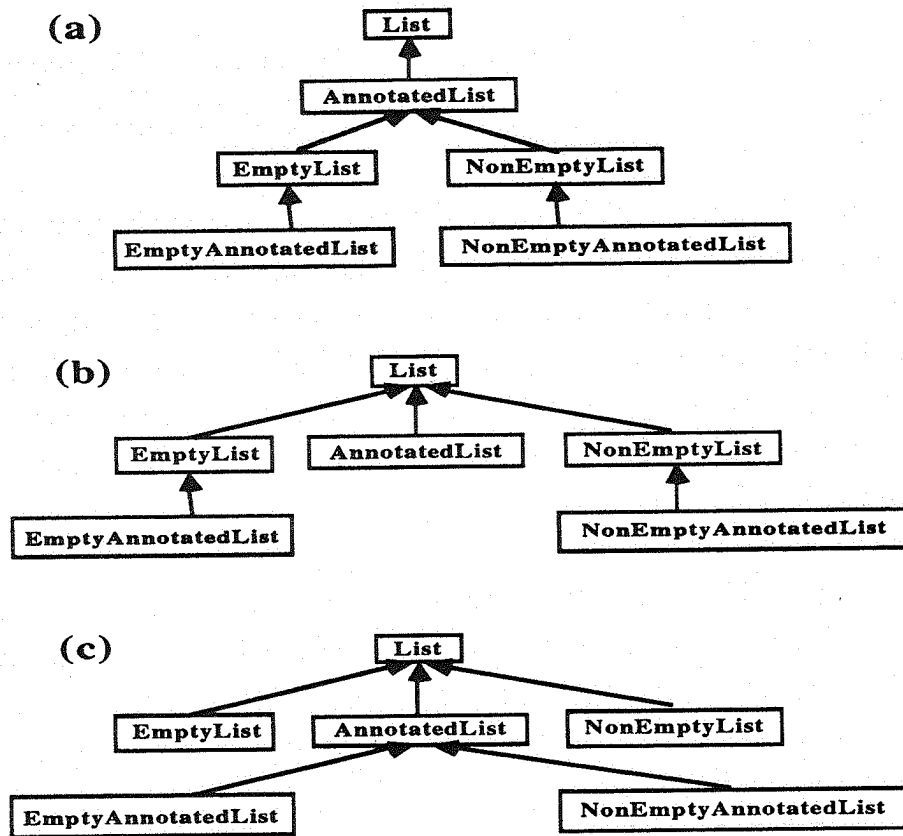 (a)
List
AnnotatedList
EmptyList NonEmptyList
EmptyAnnotatedList NonEmptyAnnotatedList
(b)
List
EmptyList AnnotatedList NonEmptyList
EmptyAnnotatedList NonEmptyAnnotatedList
(c)
List
EmptyList AnnotatedList NonEmptyList
EmptyAnnotatedList NonEmptyAnnotatedList